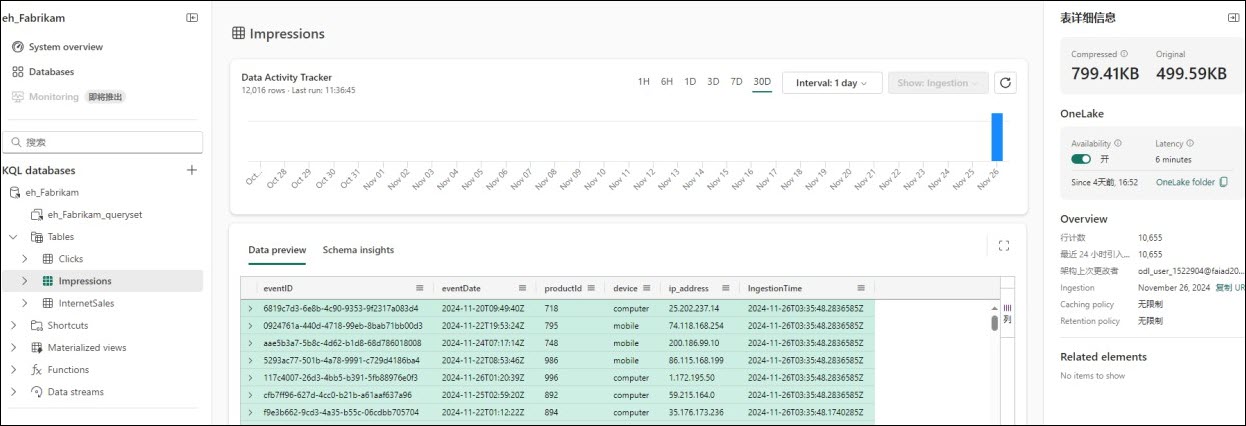 eh_Fabrikam
System overview
Databases
Monitoring 即将推出
搜索
KQL databases
eh_Fabrikam
eh_Fabrikam_queryset
Tables
Clicks
Impressions
InternetSales
Shortcuts
Materialized views
Functions
Data streams
Impressions
Data Activity Tracker
12,016 rows - Last run: 11:36:45
1H 6H 1D 3D 7D 30D Interval: 1 day Show: Ingestion
Oct... Oct 28 Oct 29 Oct 30 Oct 31 Nov 01 Nov 02 Nov 03 Nov 04 Nov 05 Nov 06 Nov 07 Nov 08 Nov 09 Nov 10 Nov 11 Nov 12 Nov 13 Nov 14 Nov 15 Nov 16 Nov 17 Nov 18 Nov 19 Nov 20 Nov 21 Nov 22 Nov 23 Nov 24 Nov 25 Nov 26
Data preview Schema insights
eventID eventDate productId device ip_address IngestionTime
6819c7d3-6e8b-4c90-9353-9f2317a083d4 2024-11-20T09:49:40Z 718 computer 25.202.237.14 2024-11-26T03:35:48.2836585Z
0924761a-440d-4718-99eb-8bab71bb00d3 2024-11-22T19:53:24Z 795 mobile 74.118.168.254 2024-11-26T03:35:48.2836585Z
aae5b3a7-5b8c-4d62-b1d8-68d786018008 2024-11-24T07:17:14Z 748 mobile 200.186.99.10 2024-11-26T03:35:48.2836585Z
5293ac77-501b-4a78-9991-c729d4186ba4 2024-11-22T08:53:46Z 986 mobile 86.115.168.199 2024-11-26T03:35:48.2836585Z
117c4007-26d3-4bb5-b391-5fb88976e0f3 2024-11-26T01:20:39Z 996 computer 1.172.195.50 2024-11-26T03:35:48.2836585Z
cfb7ff96-627d-4cc0-b21b-a61aaf637a96 2024-11-25T02:59:20Z 892 computer 59.215.164.0 2024-11-26T03:35:48.2836585Z
f9e3b662-9cd3-4a35-b55c-06cdbb705704 2024-11-22T01:12:22Z 894 computer 35.176.173.236 2024-11-26T03:35:48.1740285Z
列
表详细信息
Compressed Original
799.41KB 499.59KB
OneLake
Availability Latency
开 6 minutes
Since 4天前, 16:52 OneLake folder
Overview
行计数 10,655
最近 24 小时引入... 10,655
架构上次更改者 odl_user_1522904@faiad20...
Ingestion November 26, 2024 复制 UR
Caching policy 无限制
Retention policy 无限制
Related elements
No items to show